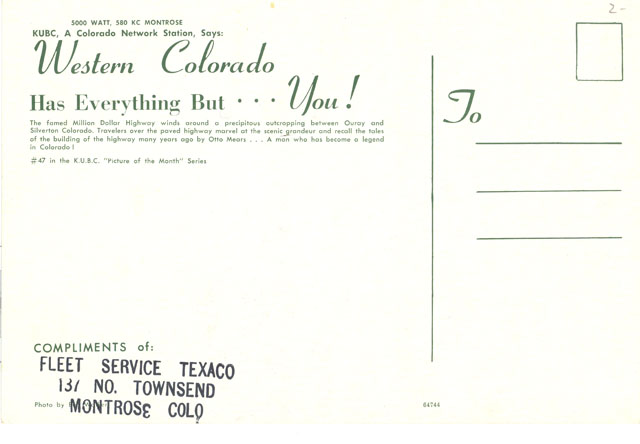 2-
5000 WATT, 580 KC MONTROSE
KUBC, A Colorado Network Station, Says:
Western Colorado
Has Everything But . . . You!
The famed Million Dollar Highway winds around a precipitous outcropping between Ouray and
Silverton Colorado. Travelers over the paved highway marvel at the scenic grandeur and recall the tales
of the building of the highway many years ago by Otto Mears . . . A man who has become a legend
in Colorado!
#47 in the K.U.B.C. "Picture of the Month" Series
To
COMPLIMENTS of:
FLEET SERVICE TEXACO
137 NO. TOWNSEND
Photo by
MONTROSE COLO
64744